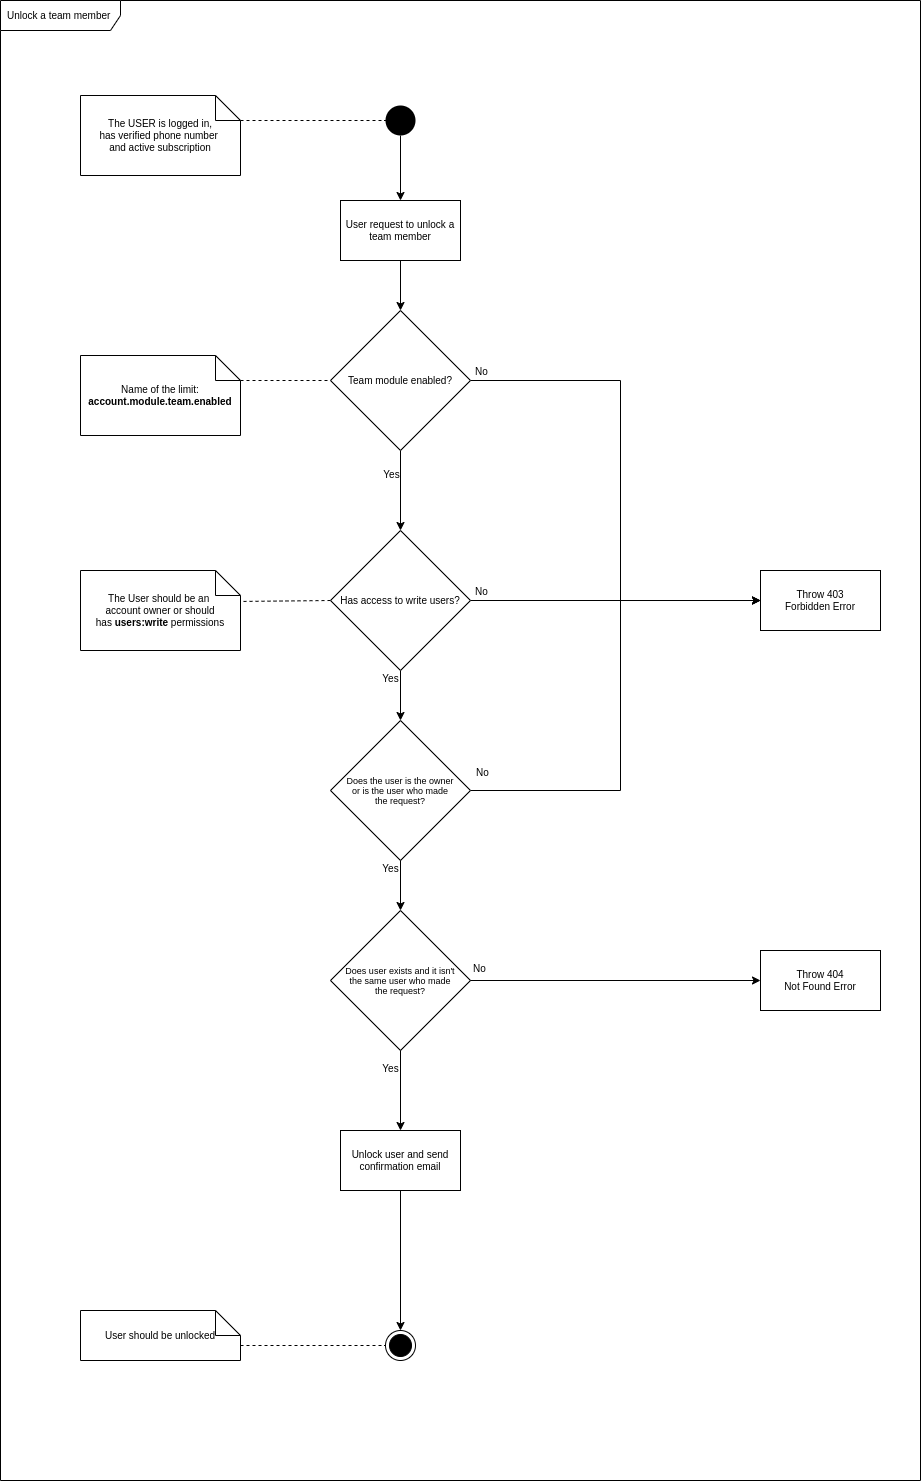 Unlock a team member
The USER is logged in,
has verified phone number
and active subscription
User request to unlock a
team member
Team module enabled?
No
Name of the limit:
account.module.team.enabled
Yes
Has access to write users?
No
The User should be an
account owner or should
has users:write permissions
Throw 403
Forbidden Error
Yes
Does the user is the owner
or is the user who made
the request?
No
Yes
Does user exists and it isn't
the same user who made
the request?
No
Throw 404
Not Found Error
Yes
Unlock user and send
confirmation email
User should be unlocked